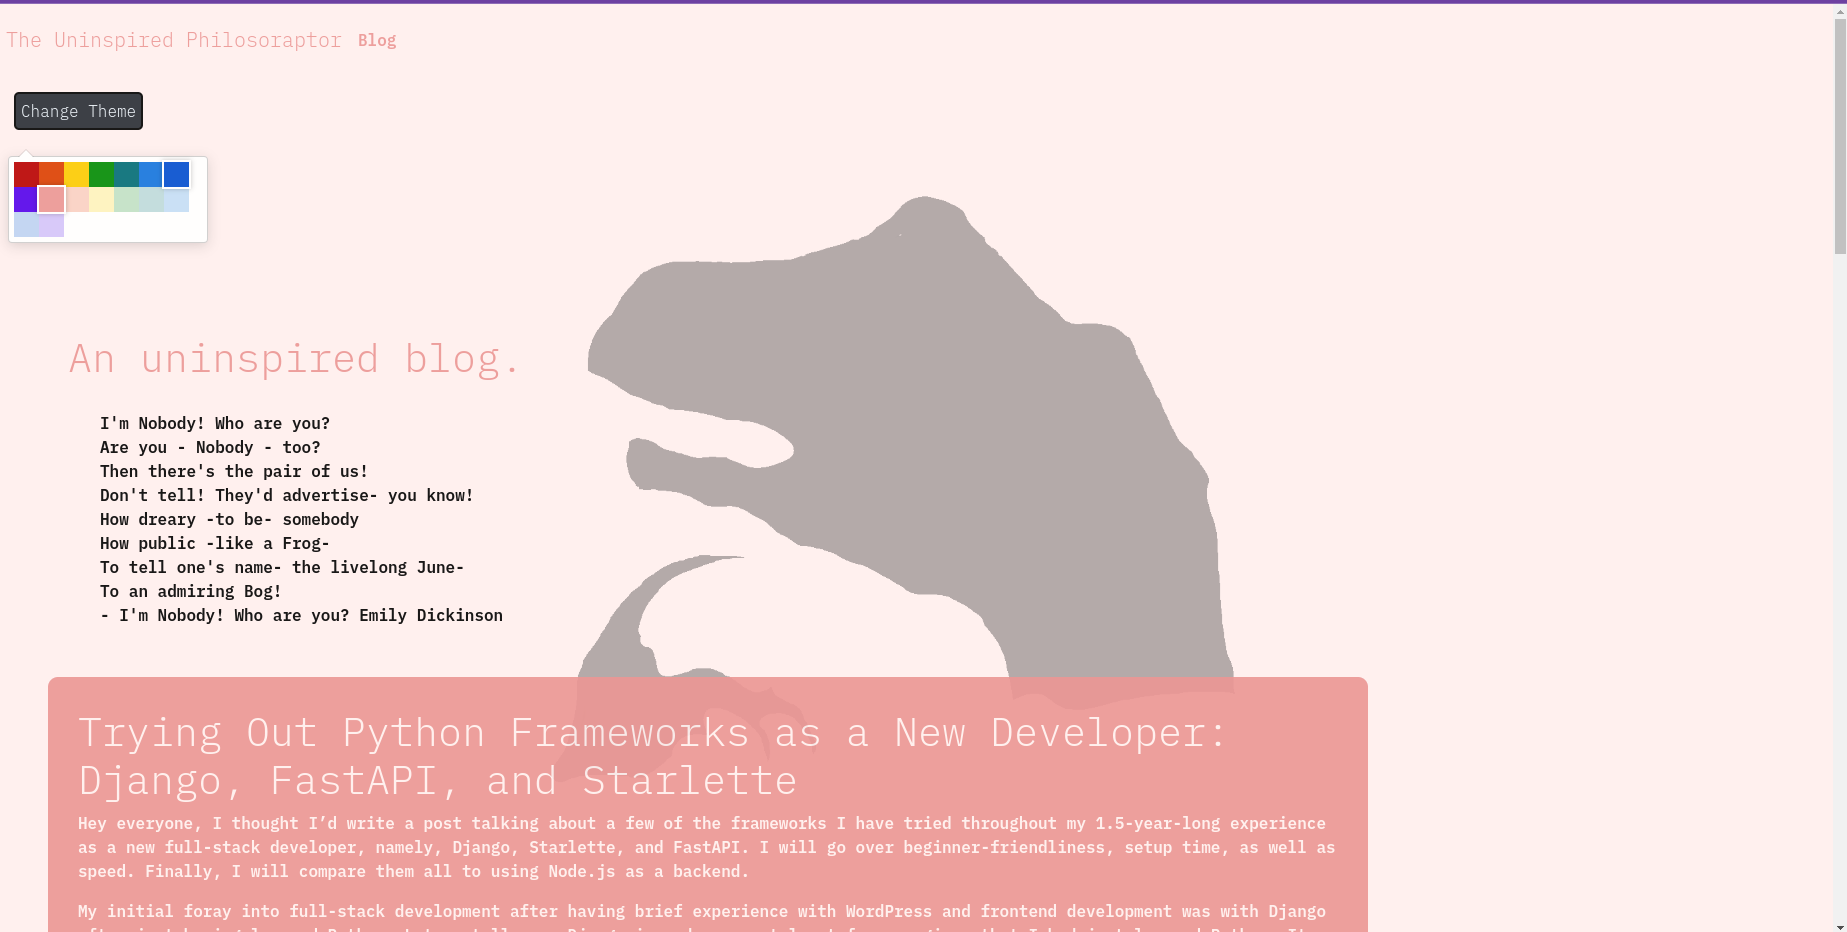 The Uninspired Philosoraptor Blog
Change Theme
An uninspired blog.
I'm Nobody! Who are you?
Are you - Nobody - too?
Then there's the pair of us!
Don't tell! They'd advertise- you know!
How dreary -to be- somebody
How public -like a Frog-
To tell one's name- the livelong June-
To an admiring Bog!
- I'm Nobody! Who are you? Emily Dickinson
Trying Out Python Frameworks as a New Developer:
Django, FastAPI, and Starlette
Hey everyone, I thought I’d write a post talking about a few of the frameworks I have tried throughout my 1.5-year-long experience
as a new full-stack developer, namely, Django, Starlette, and FastAPI. I will go over beginner-friendliness, setup time, as well as
speed. Finally, I will compare them all to using Node.js as a backend.
My initial foray into full-stack development after having brief experience with WordPress and frontend development was with Django